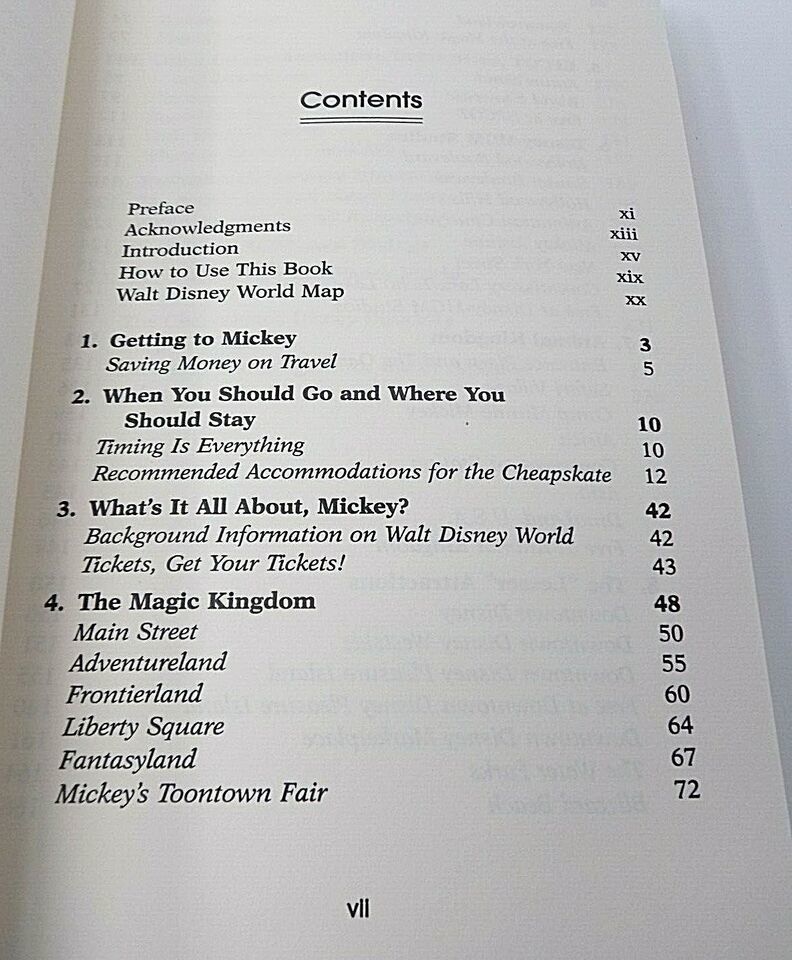 Contents
Preface xi
Acknowledgments xiii
Introduction xv
How to Use This Book xix
Walt Disney World Map xx
1. Getting to Mickey 3
Saving Money on Travel 5
2. When You Should Go and Where You
Should Stay 10
Timing Is Everything 10
Recommended Accommodations for the Cheapskate 12
3. What's It All About, Mickey? 42
Background Information on Walt Disney World 42
Tickets, Get Your Tickets! 43
4. The Magic Kingdom 48
Main Street 50
Adventureland 55
Frontierland 60
Liberty Square 64
Fantasyland 67
Mickey's Toontown Fair 72
vii